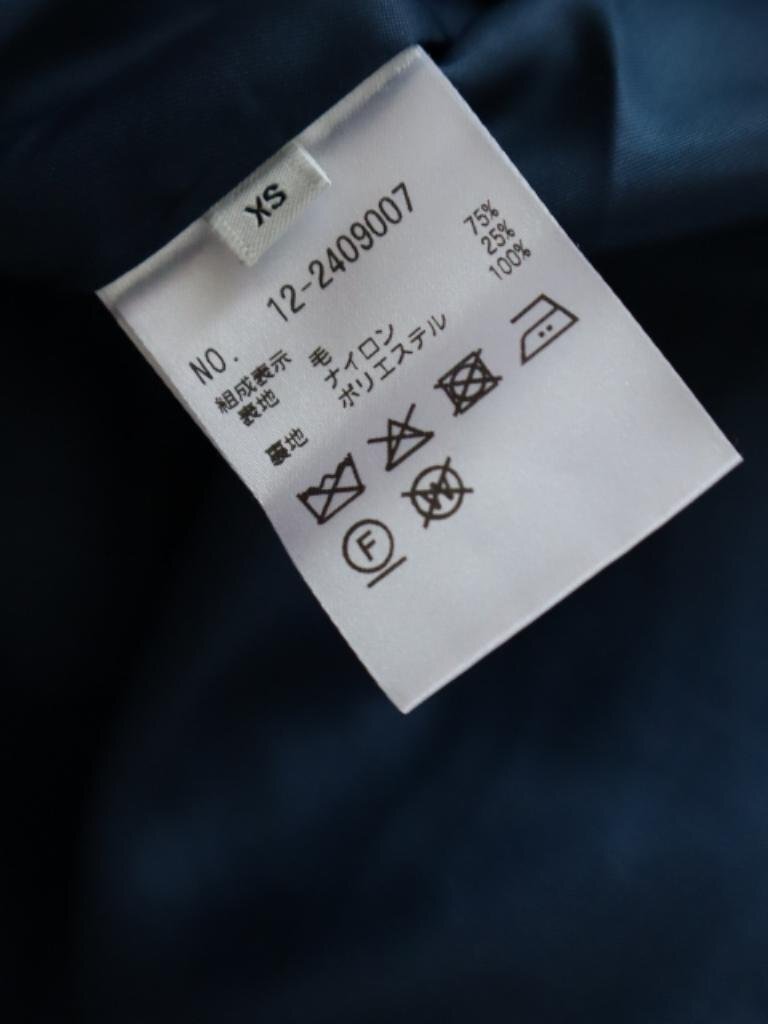 XS
NO. 12-2409007
組成表示
表地 毛 75%
ナイロン 25%
裏地 ポリエステル 100%
F
W